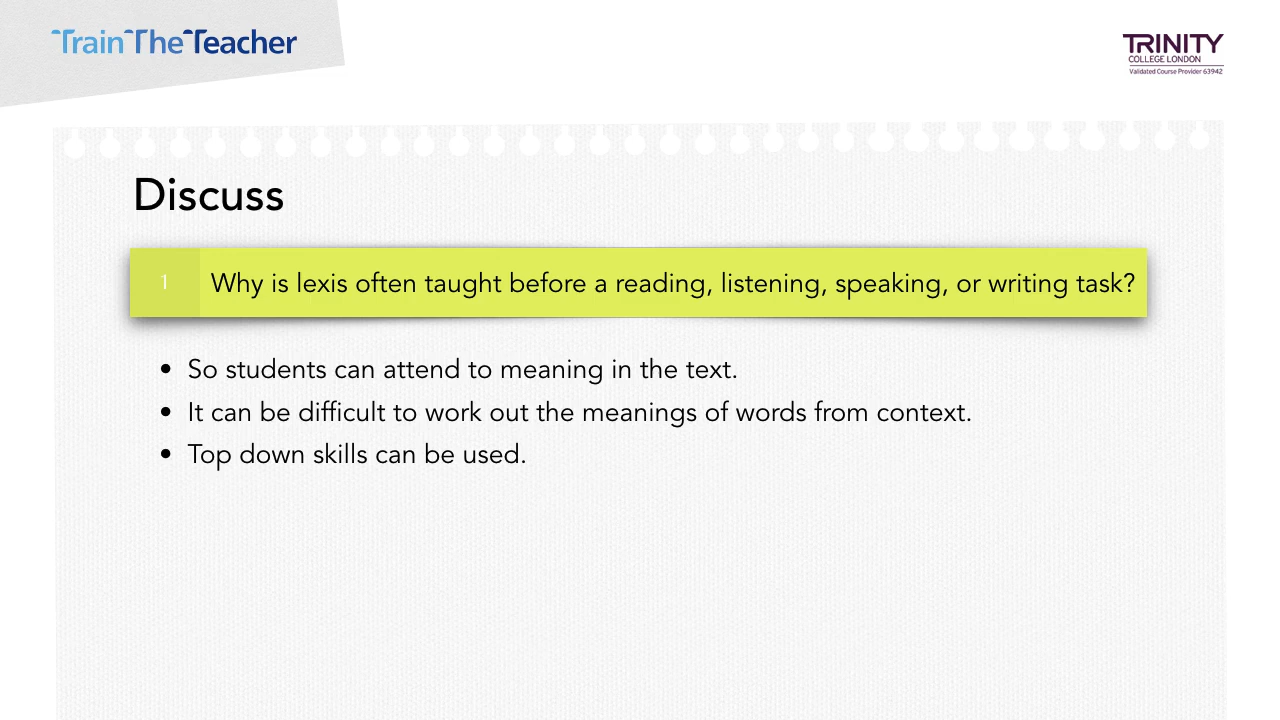 TrainTheTeacher
TRINITY
COLLEGE LONDON
Validated Course Provider 63942
Discuss
1 Why is lexis often taught before a reading, listening, speaking, or writing task?
• So students can attend to meaning in the text.
• It can be difficult to work out the meanings of words from context.
• Top down skills can be used.